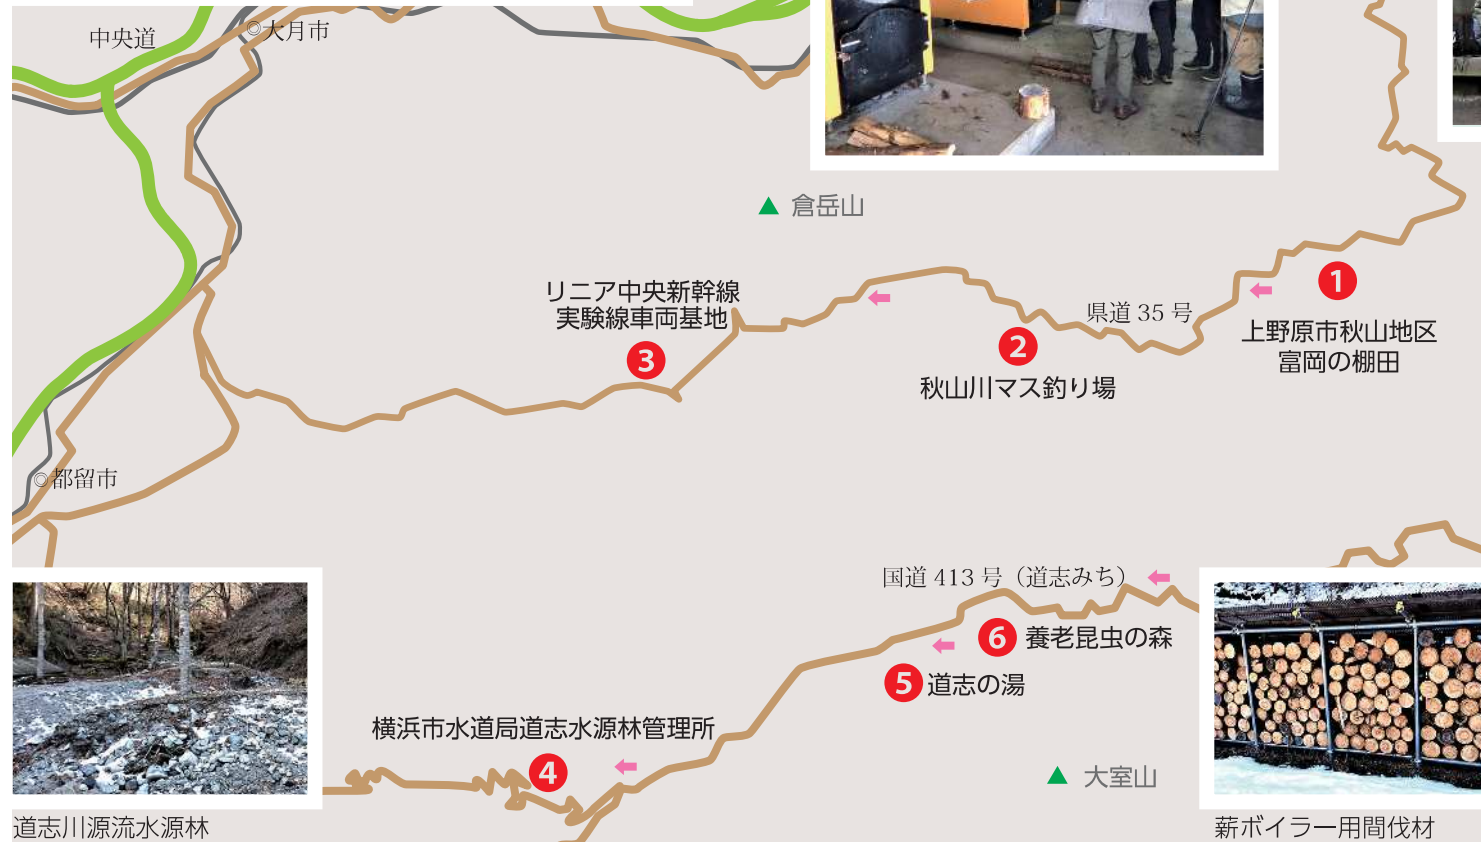 中央道
◎大月市
倉岳山
リニア中央新幹線
実験線車両基地
3
県道 35 号
1
上野原市秋山地区
富岡の棚田
2
秋山川マス釣り場
◎都留市
国道 413 号（道志みち）
6 養老昆虫の森
5 道志の湯
横浜市水道局道志水源林管理所
4
大室山
道志川源流水源林
薪ボイラー用間伐材